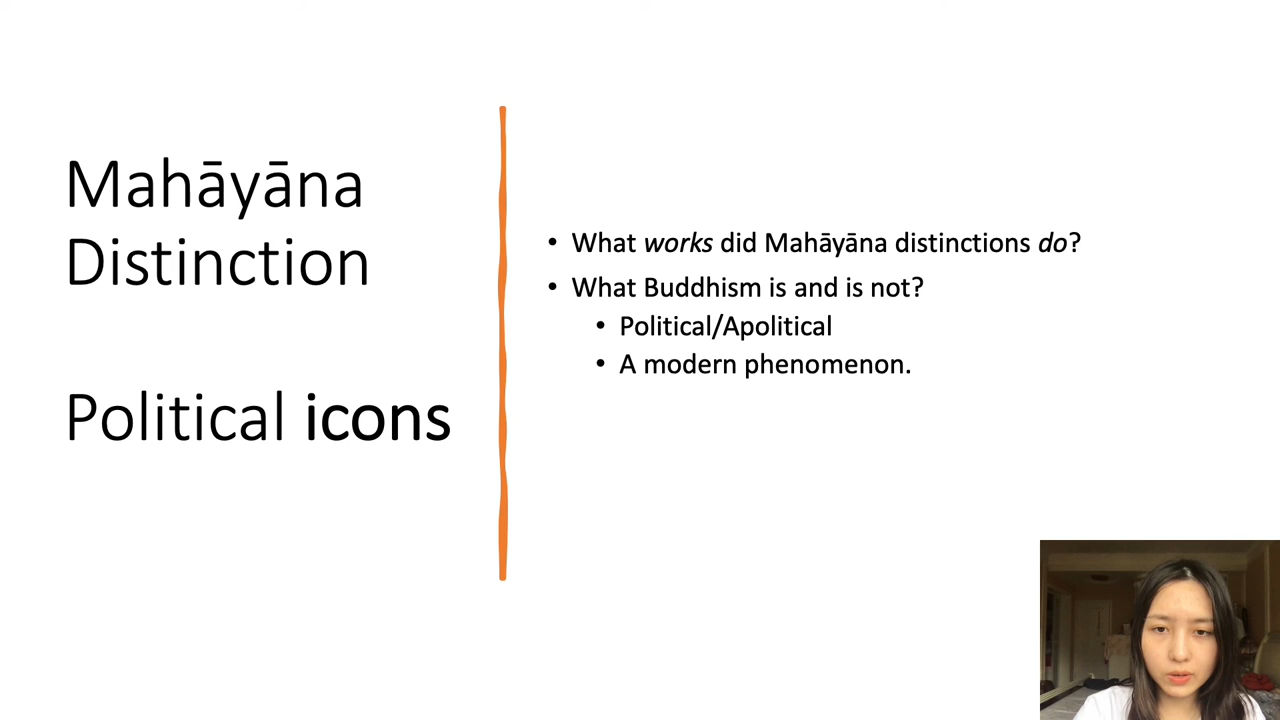 Mahāyāna
Distinction
Political icons
• What works did Mahāyāna distinctions do?
• What Buddhism is and is not?
• Political/Apolitical
• A modern phenomenon.